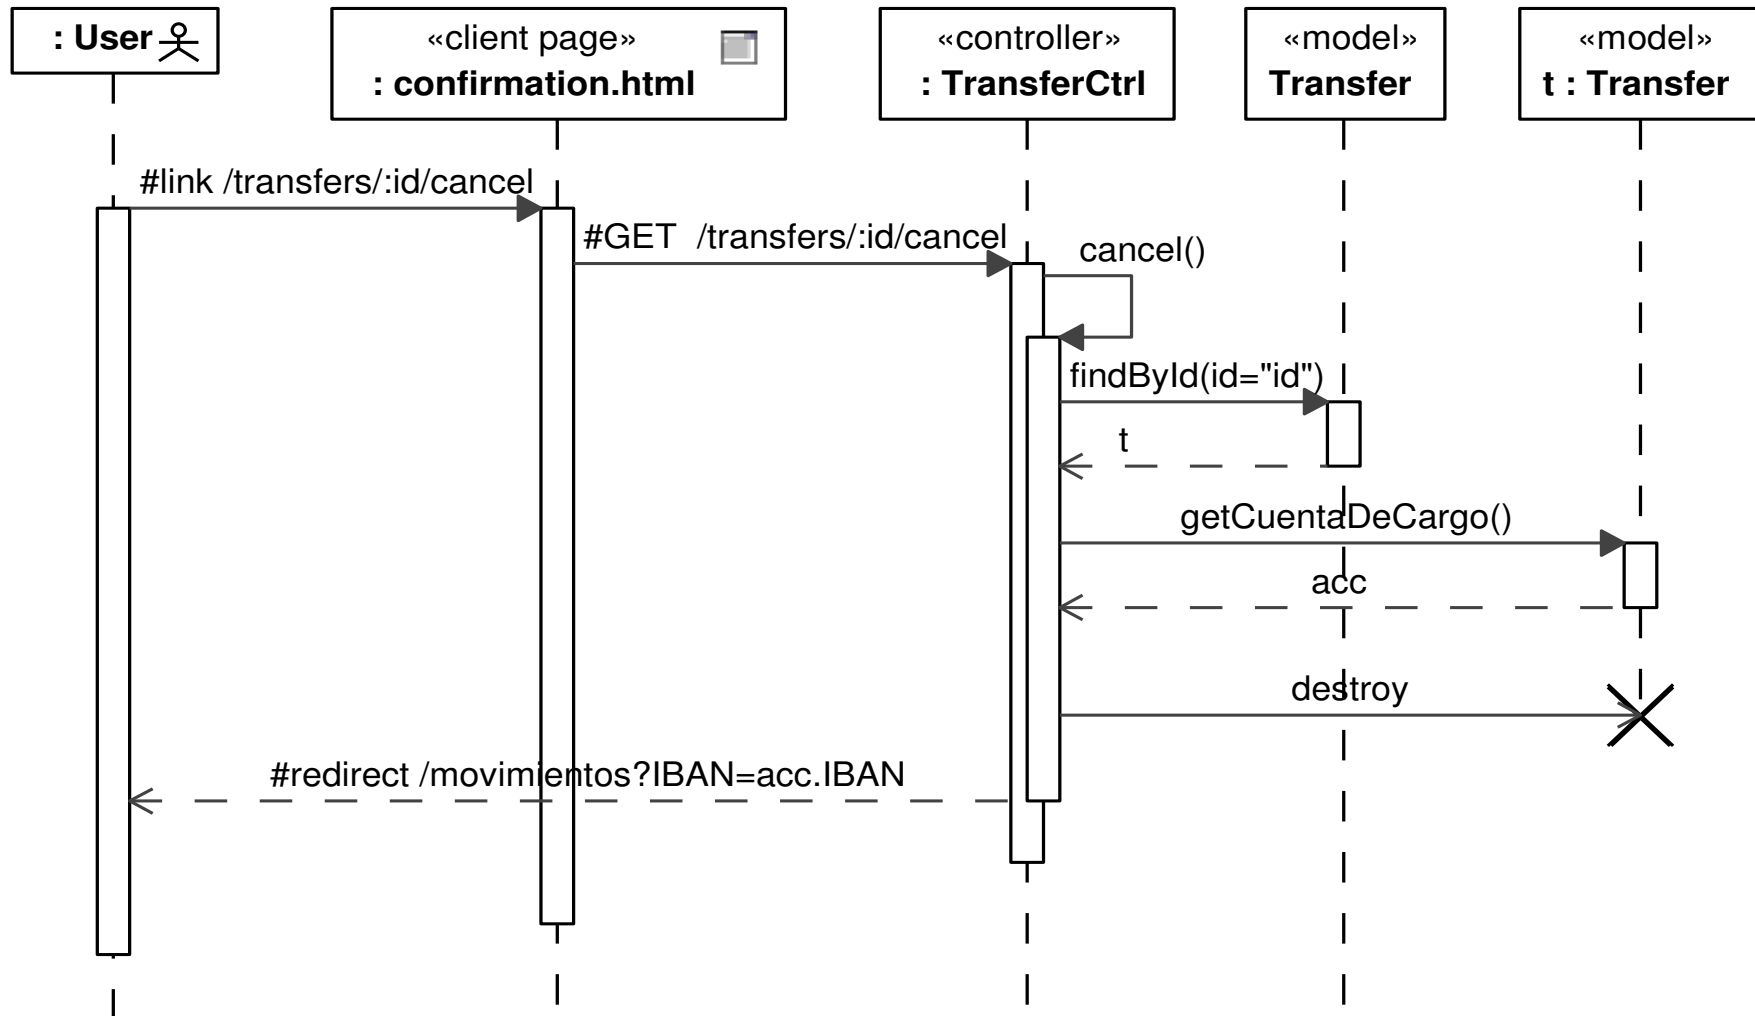 : User
«client page»
: confirmation.html
«controller»
: TransferCtrl
«model»
Transfer
«model»
t : Transfer
#link /transfers/:id/cancel
#GET  /transfers/:id/cancel
cancel()
findById(id="id")
t
getCuentaDeCargo()
acc
destroy
#redirect /movimientos?IBAN=acc.IBAN